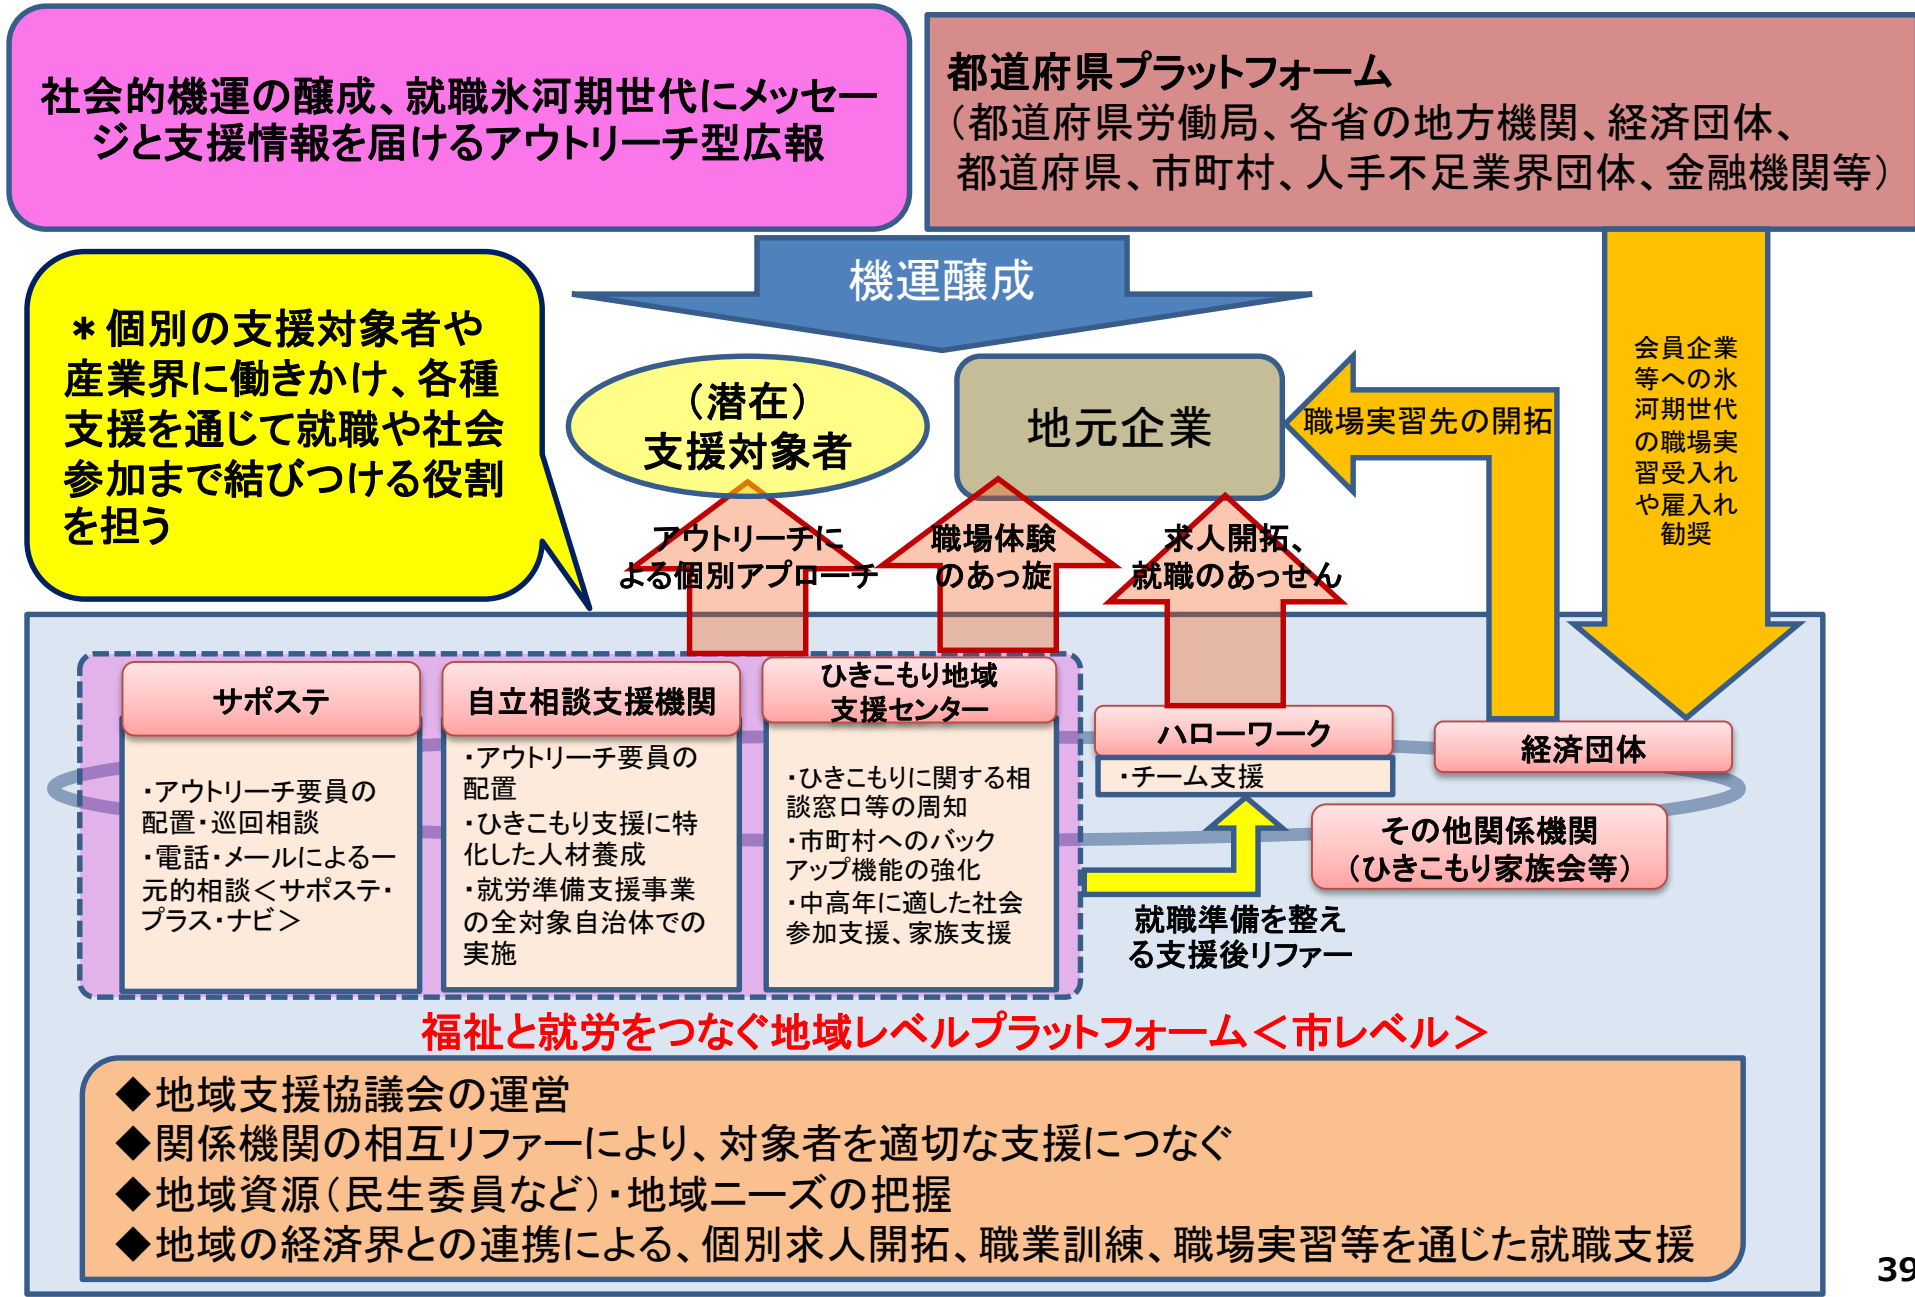 社会的機運の醸成、就職氷河期世代にメッセー
ジと支援情報を届けるアウトリーチ型広報
都道府県プラットフォーム
（都道府県労働局、各省の地方機関、経済団体、
都道府県、市町村、人手不足業界団体、金融機関等）
機運醸成
＊個別の支援対象者や
産業界に働きかけ、各種
支援を通じて就職や社会
参加まで結びつける役割
を担う
（潜在）
支援対象者
地元企業
職場実習先の開拓
会員企業
等への氷
河期世代
の職場実
習受入れ
や雇入れ
勧奨
アウトリーチに
よる個別アプローチ
職場体験
のあっ旋
求人開拓、
就職のあっせん
サポステ
・アウトリーチ要員の
配置・巡回相談
・電話・メールによる一
元的相談＜サポステ・
プラス・ナビ＞
自立相談支援機関
・アウトリーチ要員の
配置
・ひきこもり支援に特
化した人材養成
・就労準備支援事業
の全対象自治体での
実施
ひきこもり地域
支援センター
・ひきこもりに関する相
談窓口等の周知
・市町村へのバック
アップ機能の強化
・中高年に適した社会
参加支援、家族支援
ハローワーク
・チーム支援
経済団体
その他関係機関
（ひきこもり家族会等）
就職準備を整え
る支援後リファー
福祉と就労をつなぐ地域レベルプラットフォーム＜市レベル＞
◆地域支援協議会の運営
◆関係機関の相互リファーにより、対象者を適切な支援につなぐ
◆地域資源（民生委員など）・地域ニーズの把握
◆地域の経済界との連携による、個別求人開拓、職業訓練、職場実習等を通じた就職支援
39